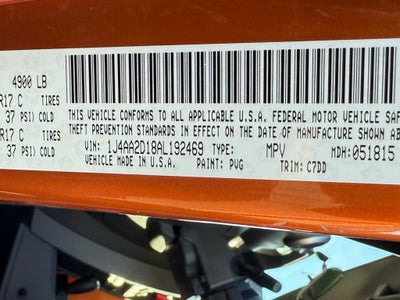 4900 LB
R17 C TIRES
37 PSI) COLD
R17 C TIRES
37 PSI) COLD
THIS VEHICLE CONFORMS TO ALL APPLICABLE U.S.A. FEDERAL MOTOR VEHICLE SAF
THEFT PREVENTION STANDARDS IN EFFECT ON THE DATE OF MANUFACTURE SHOWN AB
VIN: 1J4AA2D18AL192469 TYPE: MPV MDH: 051815
VEHICLE MADE IN U.S.A. PAINT: PVG TRIM: C7DD